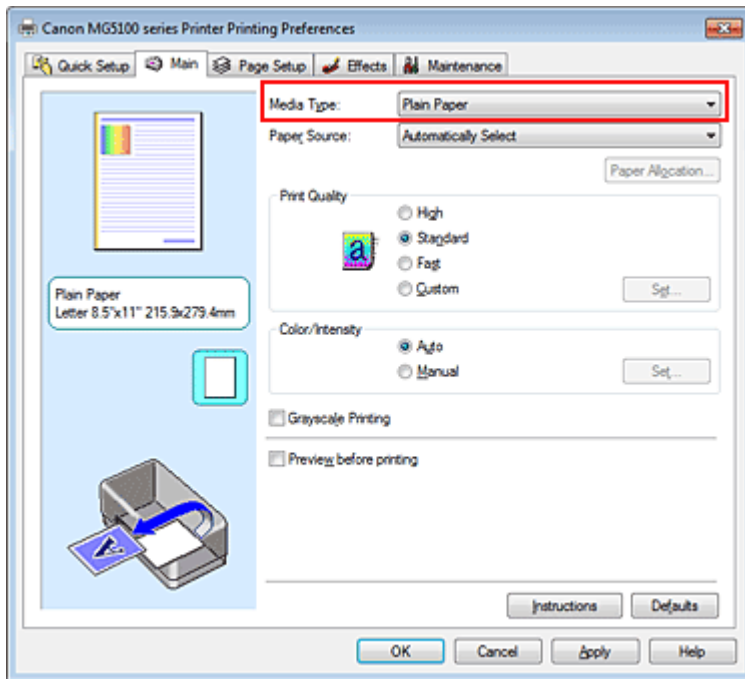 Canon MG5100 series Printer Printing Preferences
Quick Setup Main Page Setup Effects Maintenance
Media Type: Plain Paper
Paper Source: Automatically Select
Paper Allocation...
Print Quality
High
a Standard
Fast
Custom Set...
Plain Paper
Letter 8.5"x11" 215.9x279.4mm
Color/Intensity
Auto
Manual Set...
Grayscale Printing
Preview before printing
A
Instructions Defaults
OK Cancel Apply Help